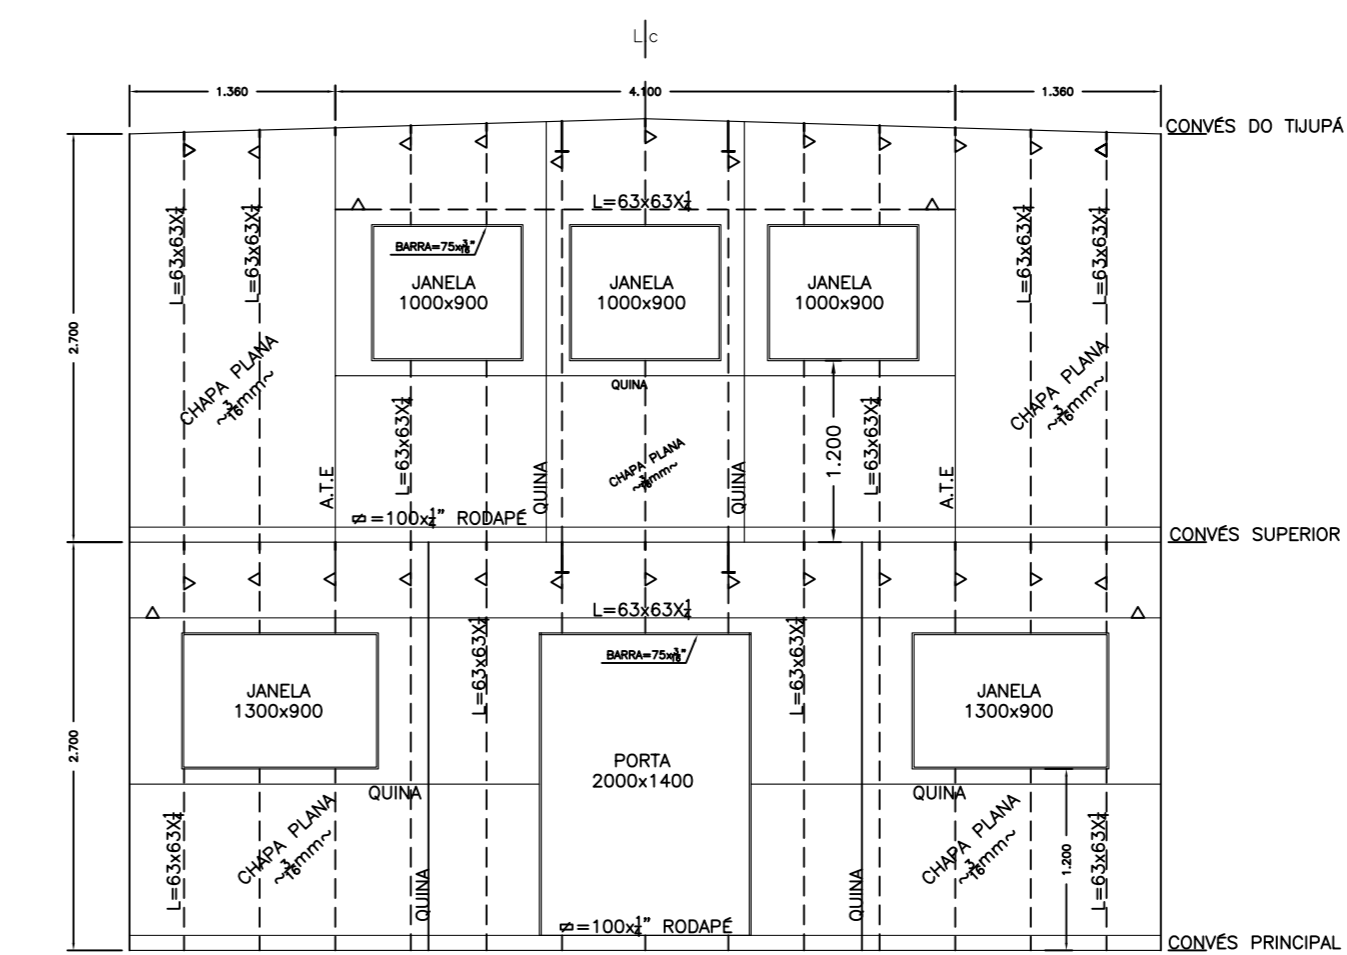 L c
1.360
4.100
1.360
CONVÉS DO TIJUPÁ
2.700
L=63x63X1/4
L=63x63X1/4
L=63x63X1/4
L=63x63X1/4
L=63x63X1/4
BARRA=75x3/16"
JANELA
1000x900
JANELA
1000x900
JANELA
1000x900
CHAPA PLANA
~3/16mm~
CHAPA PLANA
~3/16mm~
QUINA
L=63x63X1/4
L=63x63X1/4
1.200
CHAPA PLANA
~3/16mm~
A.T.E
QUINA
QUINA
A.T.E
=100x1/4" RODAPÉ
CONVÉS SUPERIOR
2.700
L=63x63X1/4
L=63x63X1/4
L=63x63X1/4
BARRA=75x3/16"
JANELA
1300x900
JANELA
1300x900
PORTA
2000x1400
QUINA
QUINA
L=63x63X1/4
CHAPA PLANA
~3/16mm~
CHAPA PLANA
~3/16mm~
1.200
L=63x63X1/4
QUINA
QUINA
=100x1/4" RODAPÉ
CONVÉS PRINCIPAL